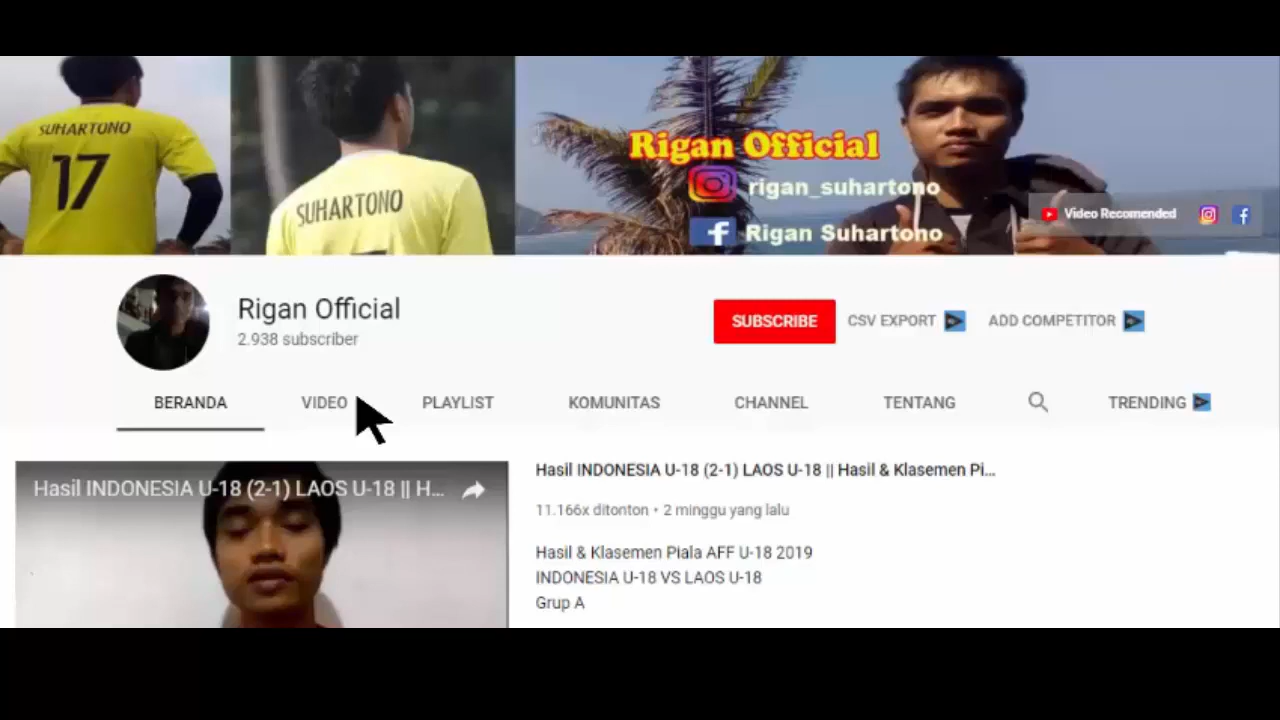 SUHARTONO
17
SUHARTONO
Rigan Official
rigan_suhartono
Rigan Suhartono
Video Recomended
Rigan Official
2.938 subscriber
SUBSCRIBE
CSV EXPORT
ADD COMPETITOR
BERANDA
VIDEO
PLAYLIST
KOMUNITAS
CHANNEL
TENTANG
TRENDING
Hasil INDONESIA U-18 (2-1) LAOS U-18 || H...
Hasil INDONESIA U-18 (2-1) LAOS U-18 || Hasil & Klasemen Pi...
11.166x ditonton • 2 minggu yang lalu
Hasil & Klasemen Piala AFF U-18 2019
INDONESIA U-18 VS LAOS U-18
Grup A